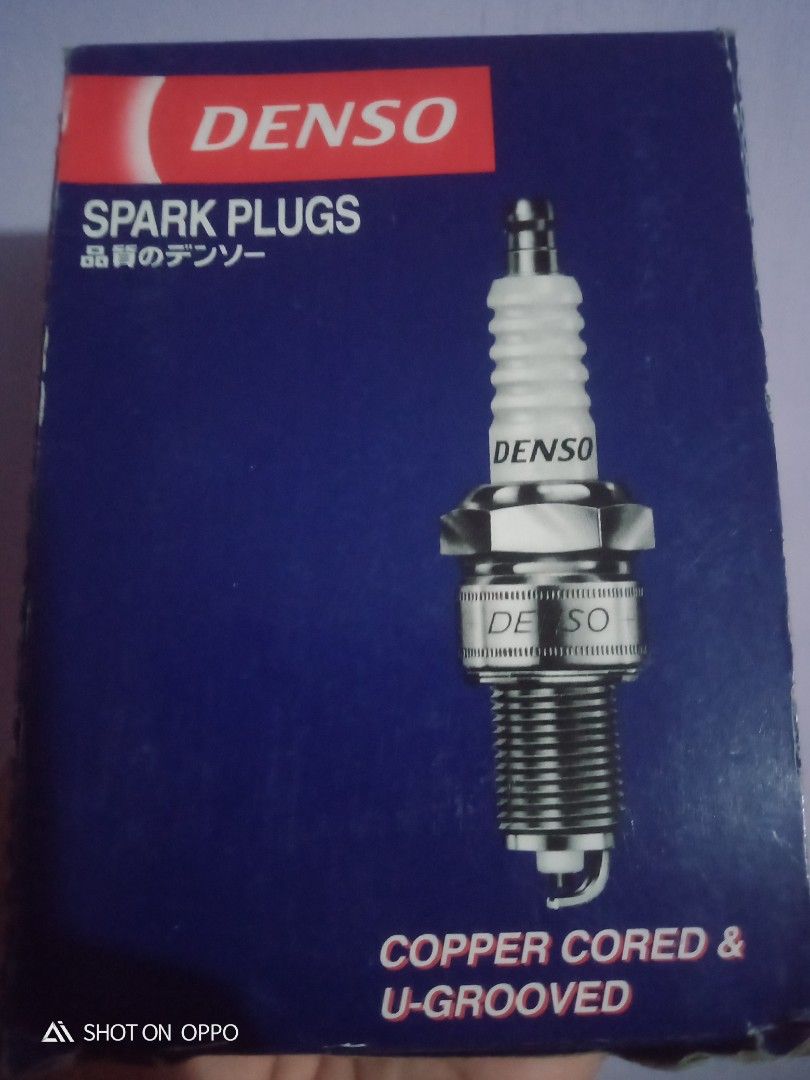 DENSO
SPARK PLUGS
品質のデンソー
DENSO
DENSO
COPPER CORED &
U-GROOVED
SHOT ON OPPO